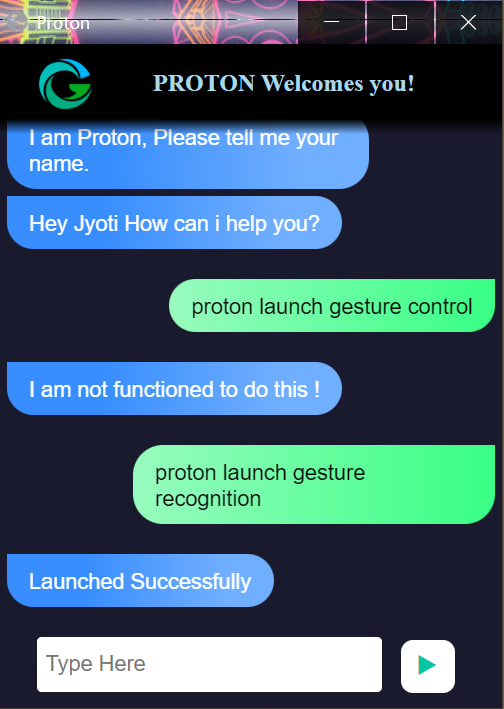 Proton
PROTON Welcomes you!
I am Proton, Please tell me your
name.
Hey Jyoti How can i help you?
proton launch gesture control
I am not functioned to do this !
proton launch gesture
recognition
Launched Successfully
Type Here